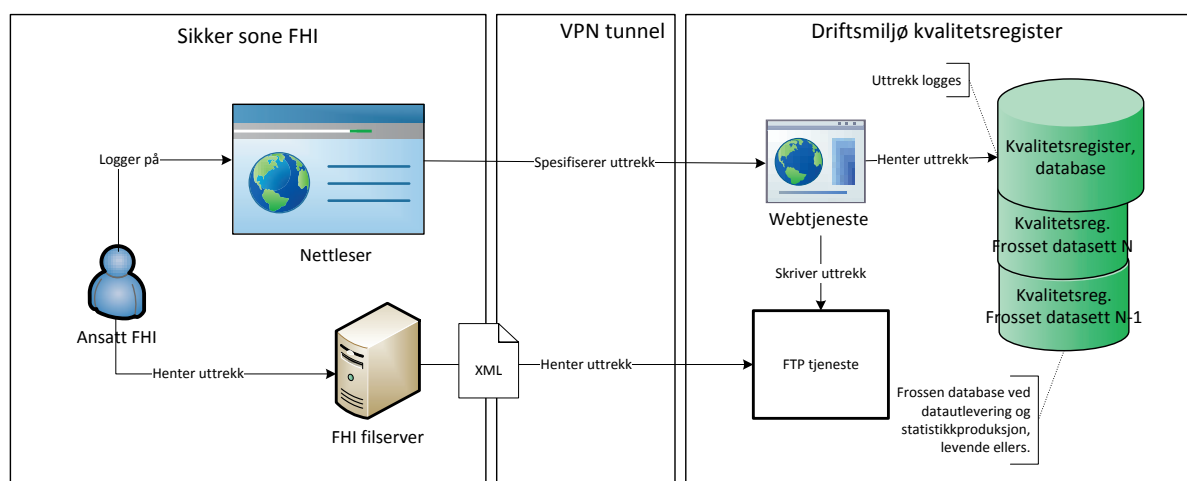 Sikker sone FHI
VPN tunnel
Driftsmiljø kvalitetsregister
Uttrekk logges
Logger på
Spesifiserer uttrekk
Henter uttrekk
Kvalitetsregister,
database
Nettleser
Webtjeneste
Kvalitetsreg.
Frosset datasett N
Skriver uttrekk
Kvalitetsreg.
Frosset datasett N-1
Ansatt FHI
Henter uttrekk
XML
Henter uttrekk
FTP tjeneste
FHI filserver
Frossen database ved
datautlevering og
statistikkproduksjon,
levende ellers.